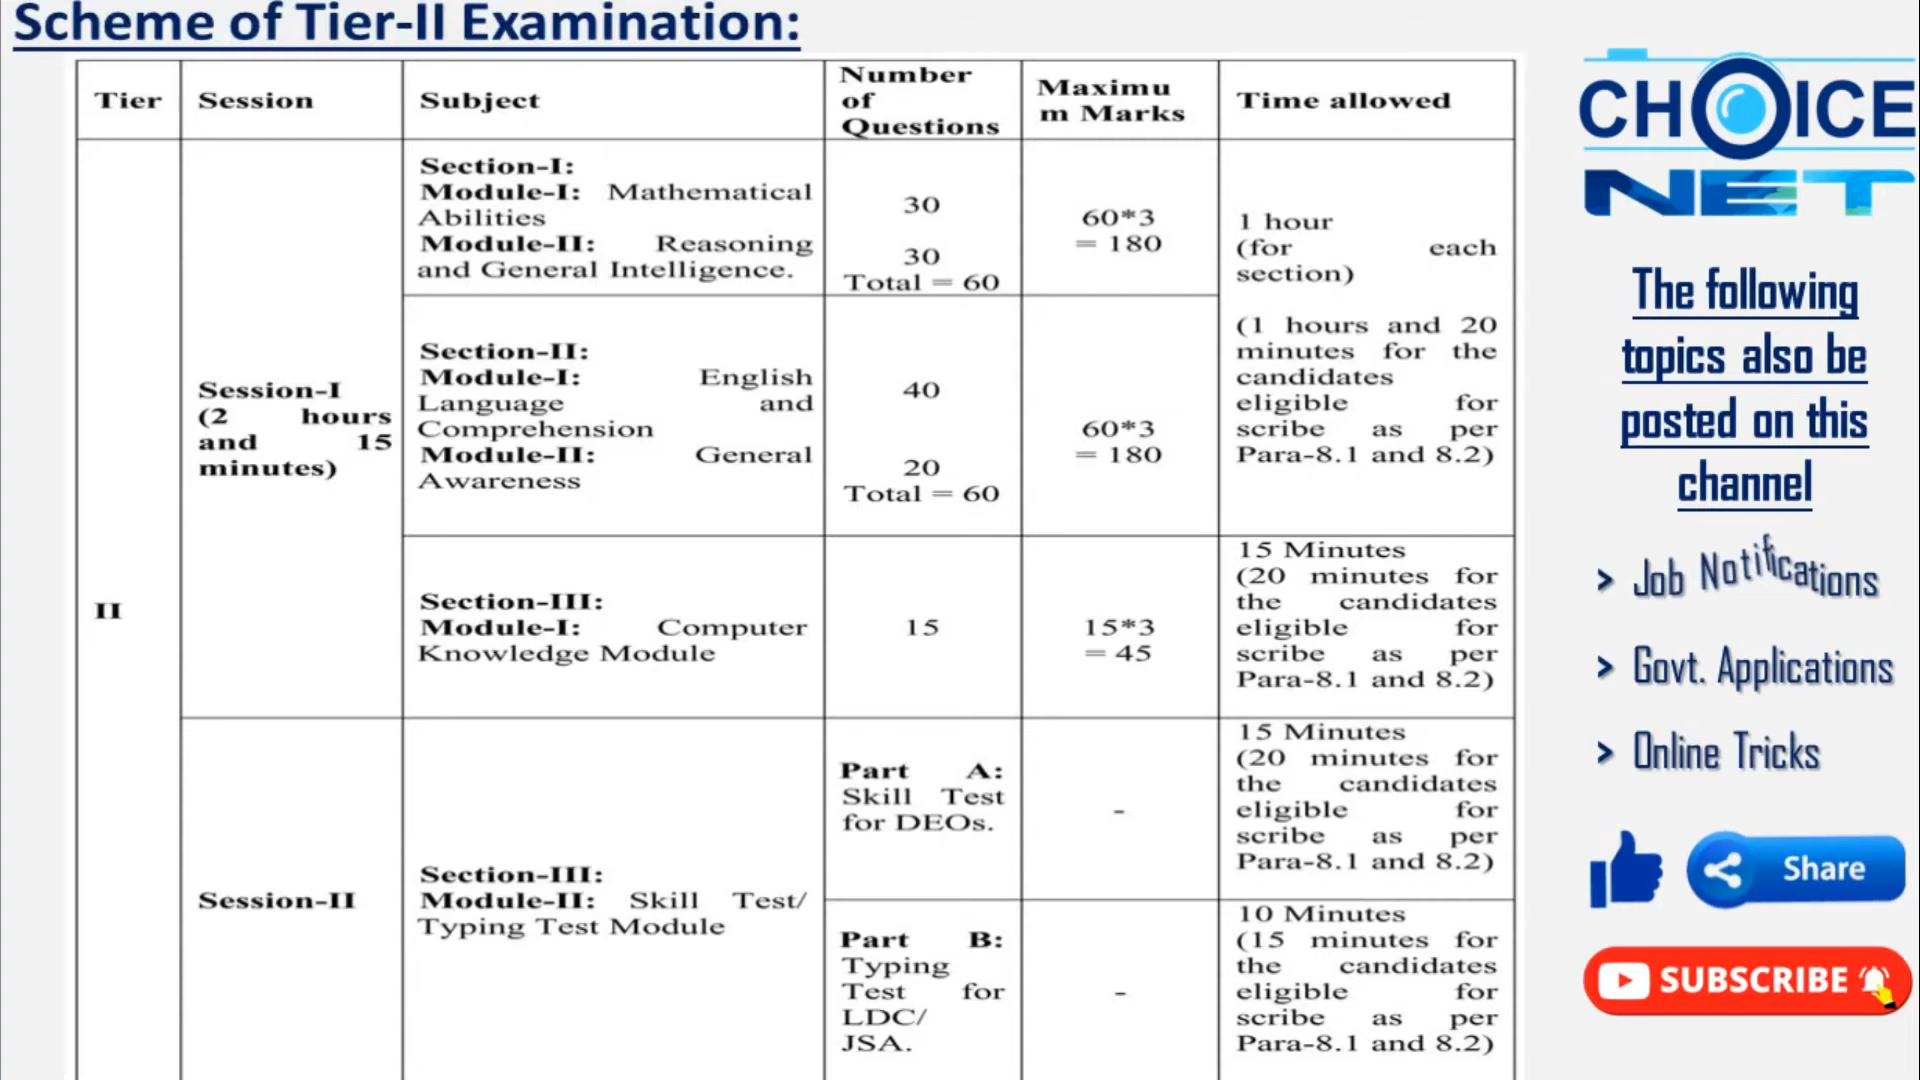 Scheme of Tier-II Examination:
Tier
Session
Subject
Number
of
Questions
Maximu
m Marks
Time allowed
II
Session-I
(2 hours
and 15
minutes)
Section-I:
Module-I: Mathematical
Abilities
Module-II: Reasoning
and General Intelligence.
30
30
Total = 60
60*3
= 180
1 hour
(for each
section)
(1 hours and 20
minutes for the
candidates
eligible for
scribe as per
Para-8.1 and 8.2)
Section-II:
Module-I: English
Language and
Comprehension
Module-II: General
Awareness
40
20
Total = 60
60*3
= 180
Section-III:
Module-I: Computer
Knowledge Module
15
15*3
= 45
15 Minutes
(20 minutes for
the candidates
eligible for
scribe as per
Para-8.1 and 8.2)
Session-II
Section-III:
Module-II: Skill Test/
Typing Test Module
Part A:
Skill Test
for DEOs.
-
15 Minutes
(20 minutes for
the candidates
eligible for
scribe as per
Para-8.1 and 8.2)
Part B:
Typing
Test for
LDC/
JSA.
-
10 Minutes
(15 minutes for
the candidates
eligible for
scribe as per
Para-8.1 and 8.2)
CHOICE
NET
The following
topics also be
posted on this
channel
> Job Notifications
> Govt. Applications
> Online Tricks
Share
SUBSCRIBE